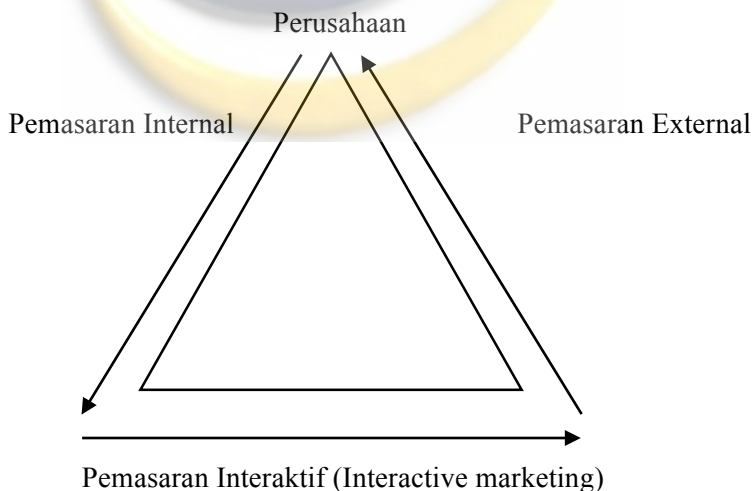 Perusahaan
Pemasaran Internal
Pemasaran External
Pemasaran Interaktif (Interactive marketing)